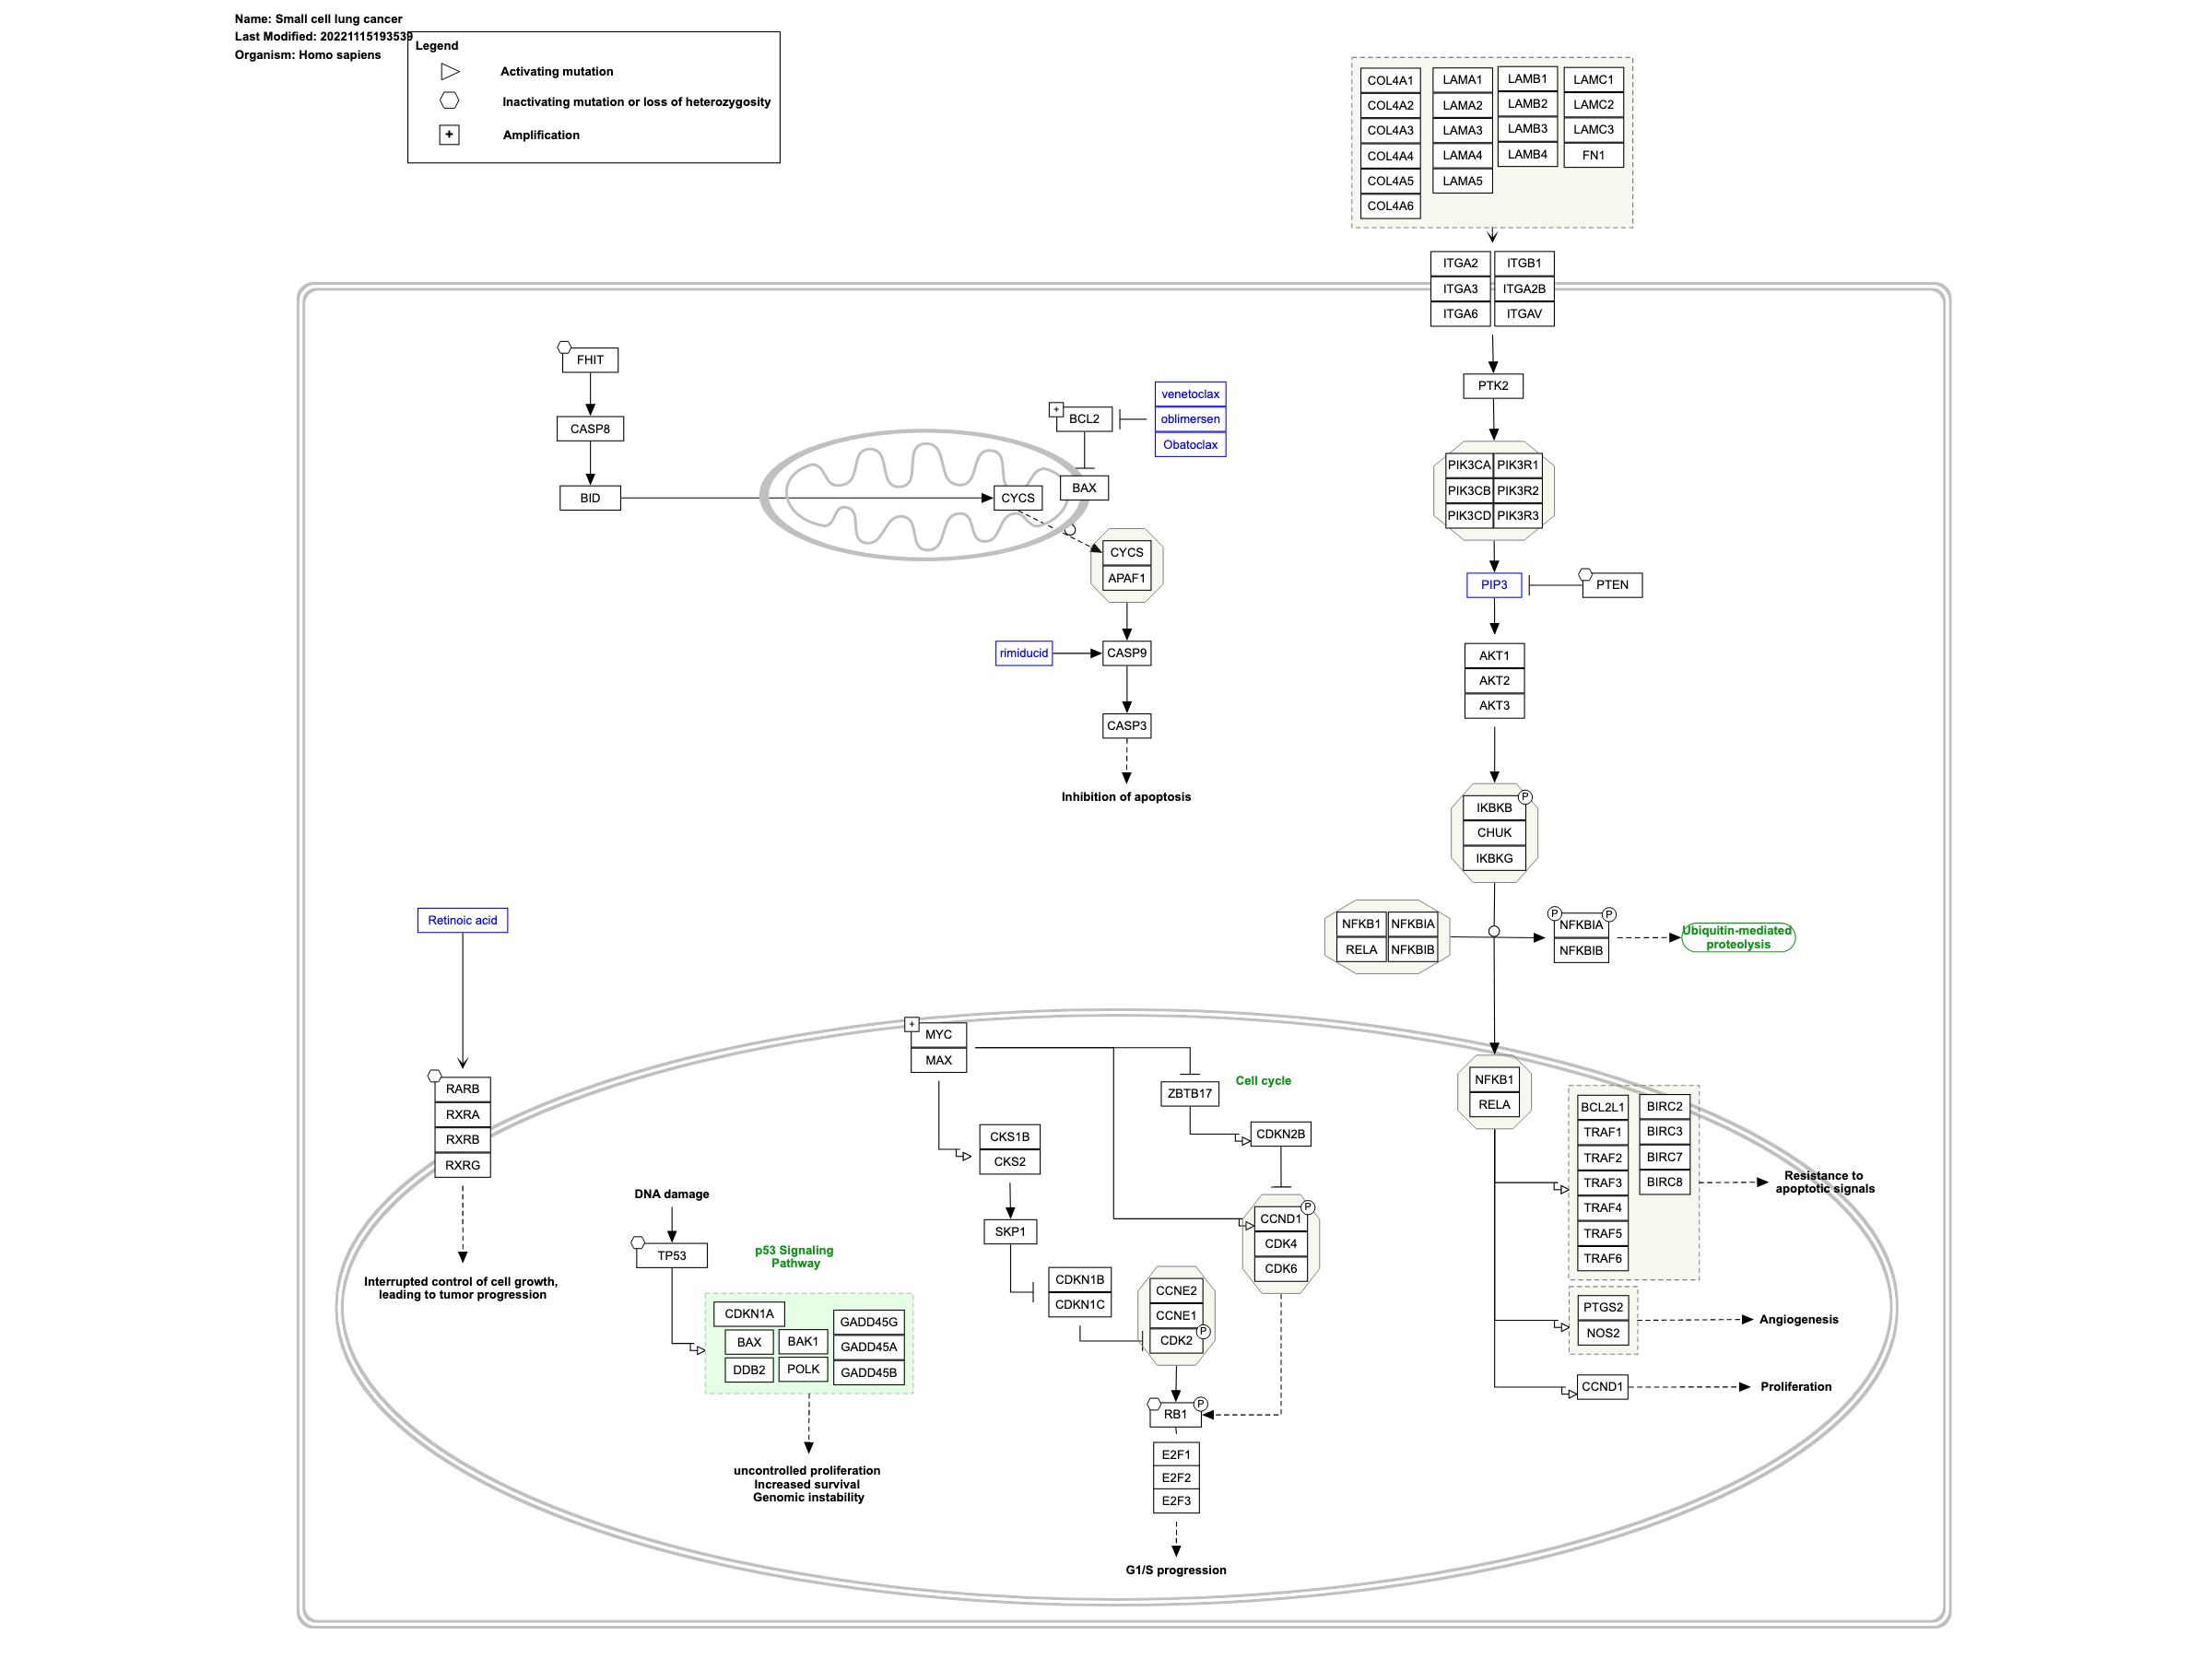 Name: Small cell lung cancer
Last Modified: 20221115193539
Organism: Homo sapiens
Legend
Activating mutation
Inactivating mutation or loss of heterozygosity
+
Amplification
COL4A1
COL4A2
COL4A3
COL4A4
COL4A5
COL4A6
LAMA1
LAMA2
LAMA3
LAMA4
LAMA5
LAMB1
LAMB2
LAMB3
LAMB4
LAMC1
LAMC2
LAMC3
FN1
ITGA2
ITGA3
ITGA6
ITGB1
ITGA2B
ITGAV
FHIT
CASP8
BID
+
BCL2
venetoclax
oblimersen
Obatoclax
BAX
CYCS
CYCS
APAF1
rimiducid
CASP9
CASP3
Inhibition of apoptosis
PTK2
PIK3CA
PIK3CB
PIK3CD
PIK3R1
PIK3R2
PIK3R3
PIP3
PTEN
AKT1
AKT2
AKT3
P
IKBKB
CHUK
IKBKG
NFKB1
RELA
NFKBIA
NFKBIB
P
P
NFKBIA
NFKBIB
Ubiquitin-mediated
proteolysis
Retinoic acid
RARB
RXRA
RXRB
RXRG
Interrupted control of cell growth,
leading to tumor progression
DNA damage
TP53
p53 Signaling
Pathway
CDKN1A
BAX
DDB2
BAK1
POLK
GADD45G
GADD45A
GADD45B
uncontrolled proliferation
Increased survival
Genomic instability
+
MYC
MAX
CKS1B
CKS2
SKP1
CDKN1B
CDKN1C
ZBTB17
Cell cycle
CDKN2B
P
CCND1
CDK4
CDK6
CCNE2
CCNE1
CDK2
P
RB1
P
E2F1
E2F2
E2F3
G1/S progression
NFKB1
RELA
BCL2L1
TRAF1
TRAF2
TRAF3
TRAF4
TRAF5
TRAF6
BIRC2
BIRC3
BIRC7
BIRC8
Resistance to
apoptotic signals
PTGS2
NOS2
Angiogenesis
CCND1
Proliferation